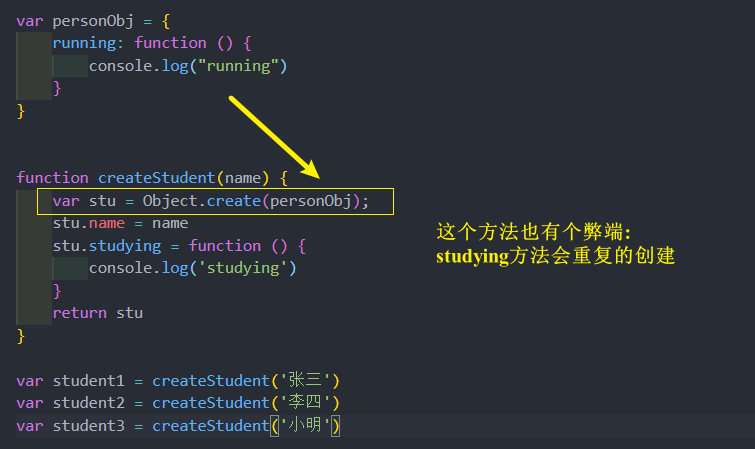 var personObj = {
    running: function () {
        console.log("running")
    }
}
function createStudent(name) {
    var stu = Object.create(personObj);
    stu.name = name
    stu.studying = function () {
        console.log('studying')
    }
    return stu
}
这个方法也有个弊端:
studying方法会重复的创建
var student1 = createStudent('张三')
var student2 = createStudent('李四')
var student3 = createStudent('小明')